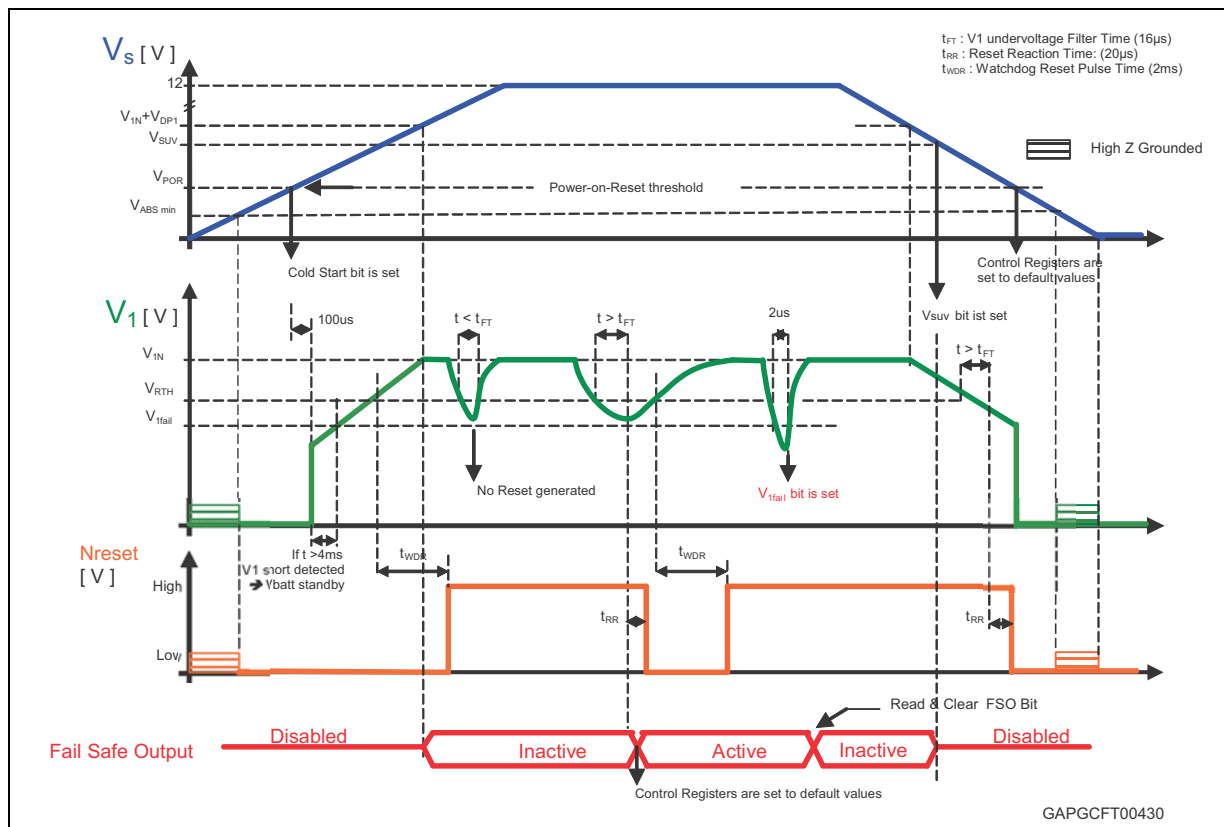 Vs [ V ]
tFT : V1 undervoltage Filter Time (16µs)
tRR : Reset Reaction Time: (20µs)
tWDR : Watchdog Reset Pulse Time (2ms)
12
V1N+VDP1
VSUV
High Z Grounded
VPOR
Power-on-Reset threshold
VABS min
Cold Start bit is set
Control Registers are
set to default values
V1 [ V ]
100us
t < tFT
t > tFT
2us
Vsuv bit ist set
t > tFT
V1N
VRTH
V1fail
No Reset generated
V1fail bit is set
Nreset
[ V ]
If t >4ms
V1 short detected
➔ Vbatt standby
tWDR
tWDR
High
tRR
tRR
Low
Read & Clear FSO Bit
Fail Safe Output
Disabled
Inactive
Active
Inactive
Disabled
Control Registers are set to default values
GAPGCFT00430